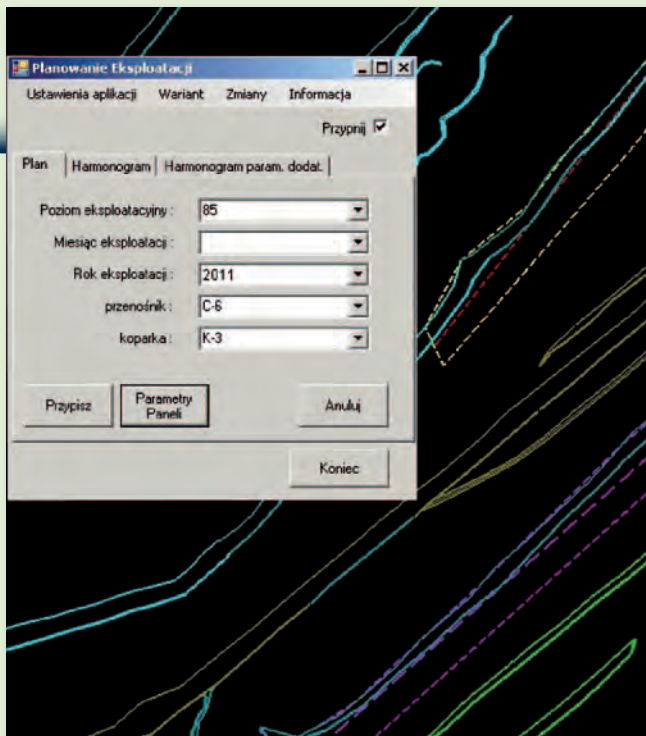 Planowanie Eksploatacji
Ustawienia aplikacji Wariant Zmiany Informacja
Przypnij
Plan Harmonogram Harmonogram param. dodat.
Poziom eksploatacyjny : 85
Miesiąc eksploatacji :
Rok eksploatacji : 2011
przenośnik : C-6
koparka : K-3
Przypisz Parametry Paneli Anuluj
Koniec